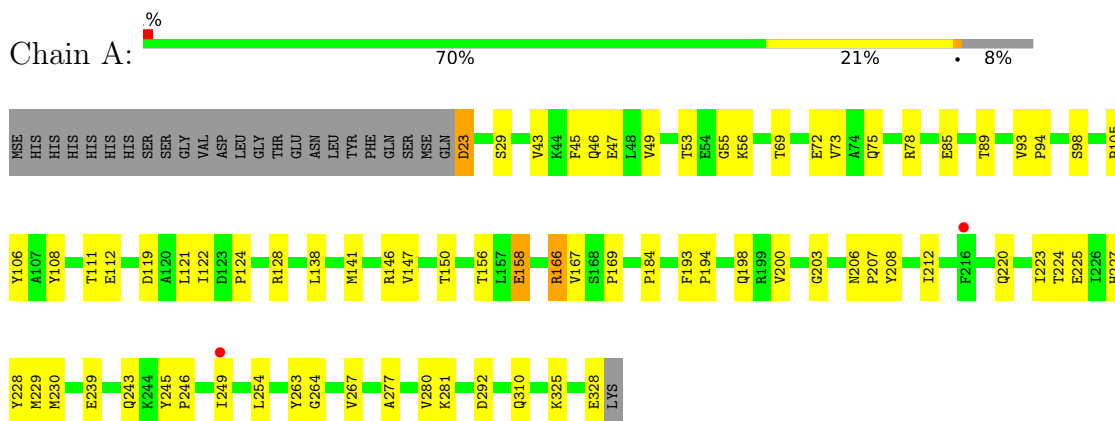 .%
Chain A:
70% 21% • 8%
MSE HIS HIS HIS HIS HIS HIS SER SER GLY VAL ASP LEU GLY THR GLU ASN LEU TYR PHE GLN SER MSE GLN D23 S29 V43 K44 F45 Q46 E47 L48 V49 T53 E54 G55 K56 T69 E72 V73 A74 Q75 R78 E85 T89 V93 P94 S98
Y106 A107 Y108 T111 E112 D119 A120 L121 I122 D123 P124 R128 L138 M141 R146 V147 T150 T156 L157 E158 R166 V167 S168 P169 P184 F193 P194 Q198 R199 V200 G203 N206 P207 Y208 I212 F216 Q220 I223 T224 E225 I226
Y228 M229 M230 E239 Q243 K244 Y245 P246 I249 L254 Y263 G264 V267 A277 V280 K281 D292 Q310 K325 E328 LYS